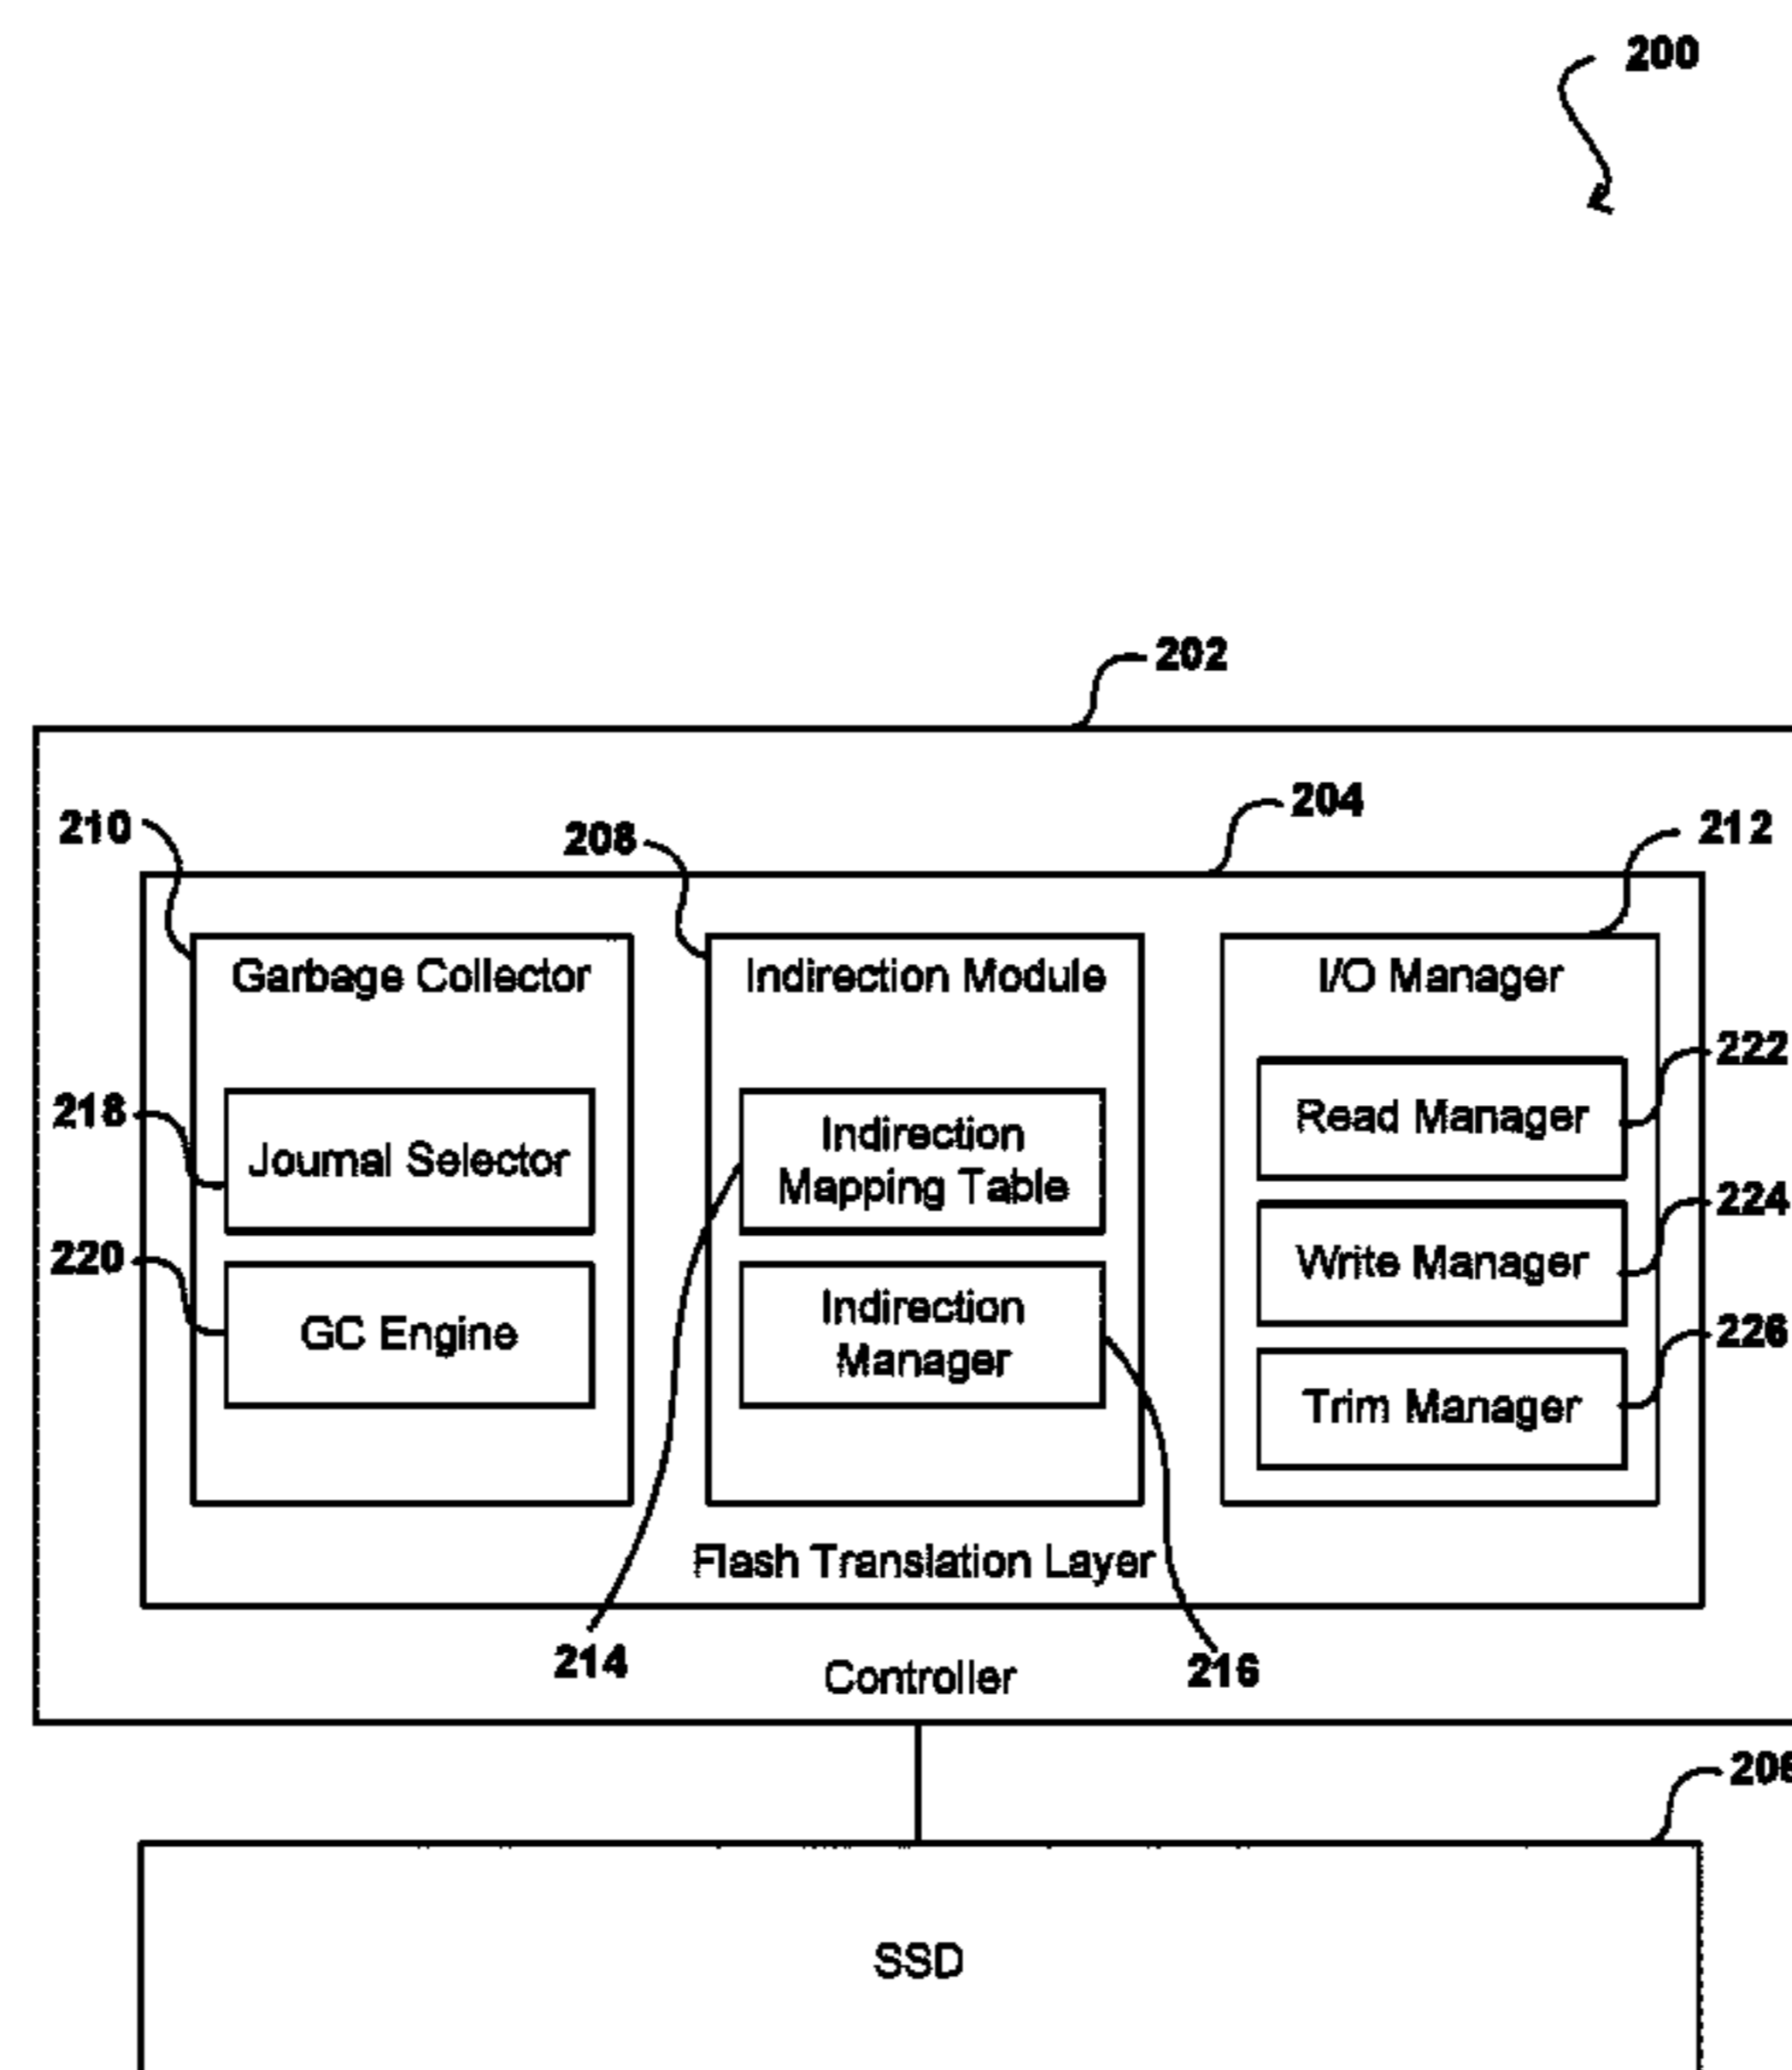 200
202
204
210
208
212
Garbage Collector
Indirection Module
I/O Manager
222
218
Journal Selector
Indirection
Mapping Table
Read Manager
224
220
GC Engine
Indirection
Manager
Write Manager
226
Trim Manager
Flash Translation Layer
214
Controller
216
206
SSD